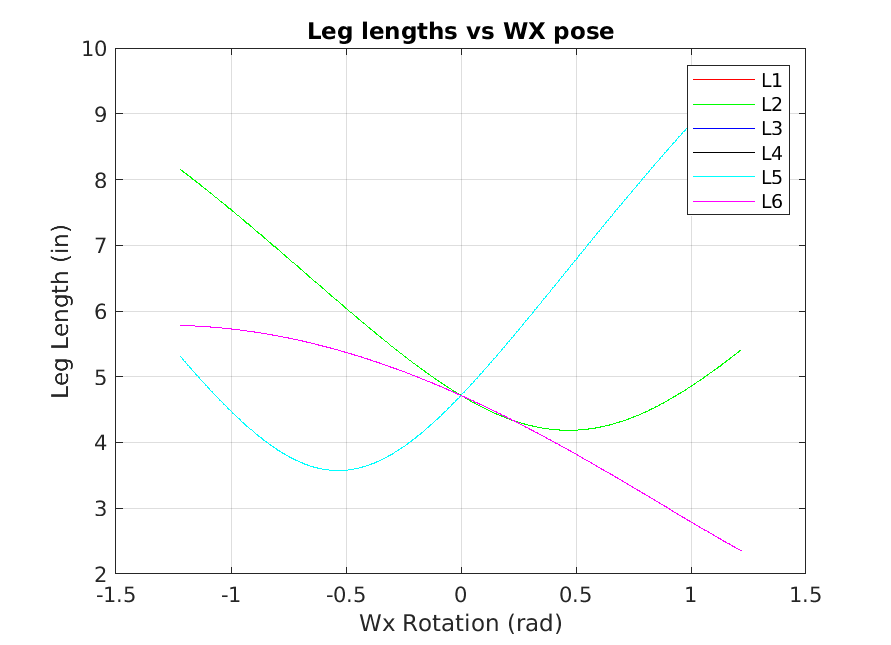 Leg lengths vs WX pose
10
9
8
7
6
5
4
3
2
Leg Length (in)
L1
L2
L3
L4
L5
L6
-1.5 -1 -0.5 0 0.5 1 1.5
Wx Rotation (rad)